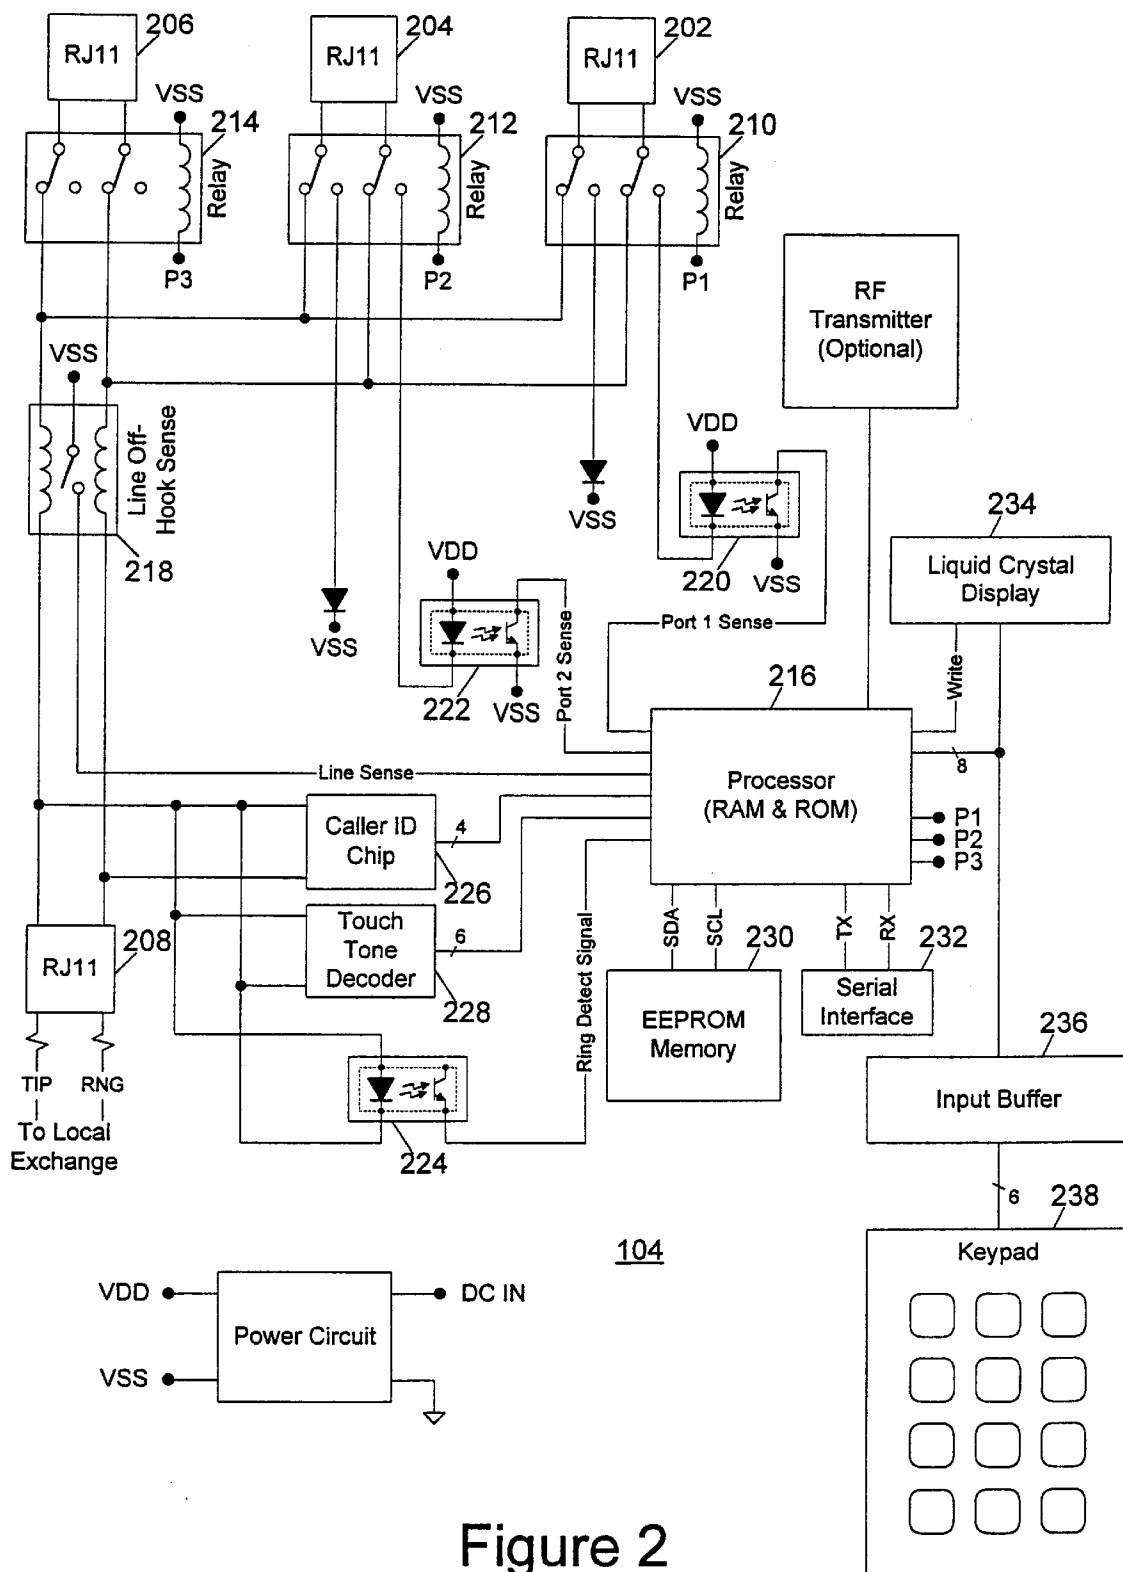 206
204
202
RJ11
RJ11
RJ11
VSS
VSS
VSS
214
212
210
Relay
Relay
Relay
P3
P2
P1
RF
Transmitter
(Optional)
VSS
Line Off-
Hook Sense
218
VDD
VSS
220
VSS
234
Liquid Crystal
Display
VDD
VSS
222
VSS
Port 2 Sense
Port 1 Sense
Write
216
Processor
(RAM & ROM)
8
P1
P2
P3
Line Sense
Caller ID
Chip
4
226
Touch
Tone
Decoder
6
228
208
RJ11
TIP
RNG
To Local
Exchange
Ring Detect Signal
224
SDA
SCL
230
EEPROM
Memory
TX
RX
232
Serial
Interface
236
Input Buffer
6
238
Keypad
104
VDD
DC IN
Power Circuit
VSS
Figure 2